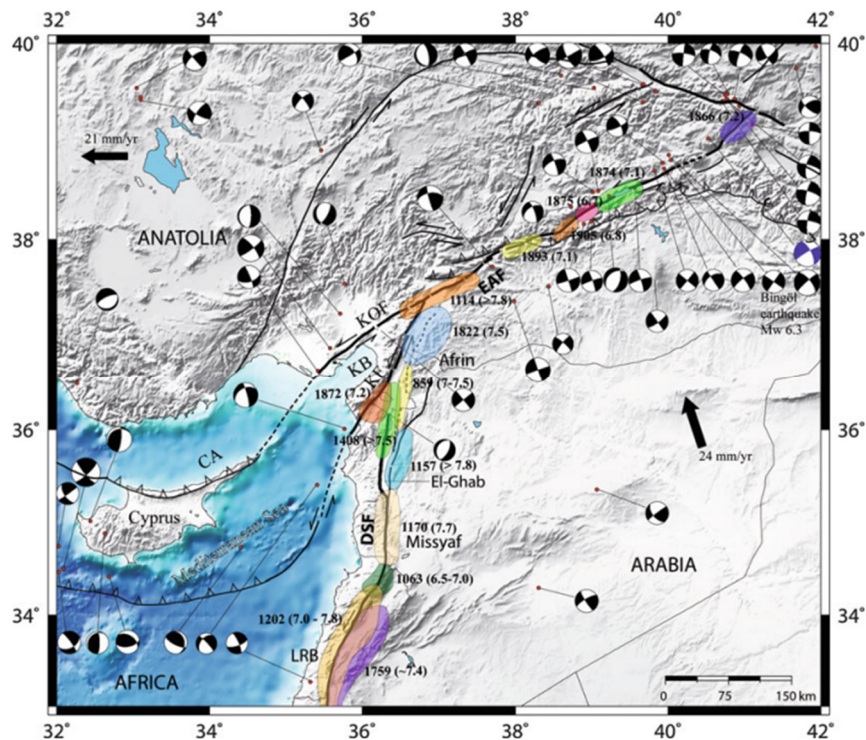 32° 34° 36° 38° 40° 42°
40° 40°
1866 (7.2)
21 mm/yr
1874 (7.1)
1875 (6.7)
ANATOLIA
38° 38°
1905 (6.8)
1893 (7.1)
EAF
1114 (>7.8)
Bingöl
earthquake
Mw 6.3
KOF
1822 (7.5)
KB
Afrin
KF
859 (7-7.5)
1872 (7.2)
36° 36°
1408 (>7.5)
24 mm/yr
CA
1157 (> 7.8)
El-Ghab
Cyprus
DSF
1170 (7.7)
Missyaf
Mediterranean Sea
ARABIA
1063 (6.5-7.0)
34° 34°
1202 (7.0 - 7.8)
LRB
1759 (~7.4)
AFRICA
0 75 150 km
32° 34° 36° 38° 40° 42°